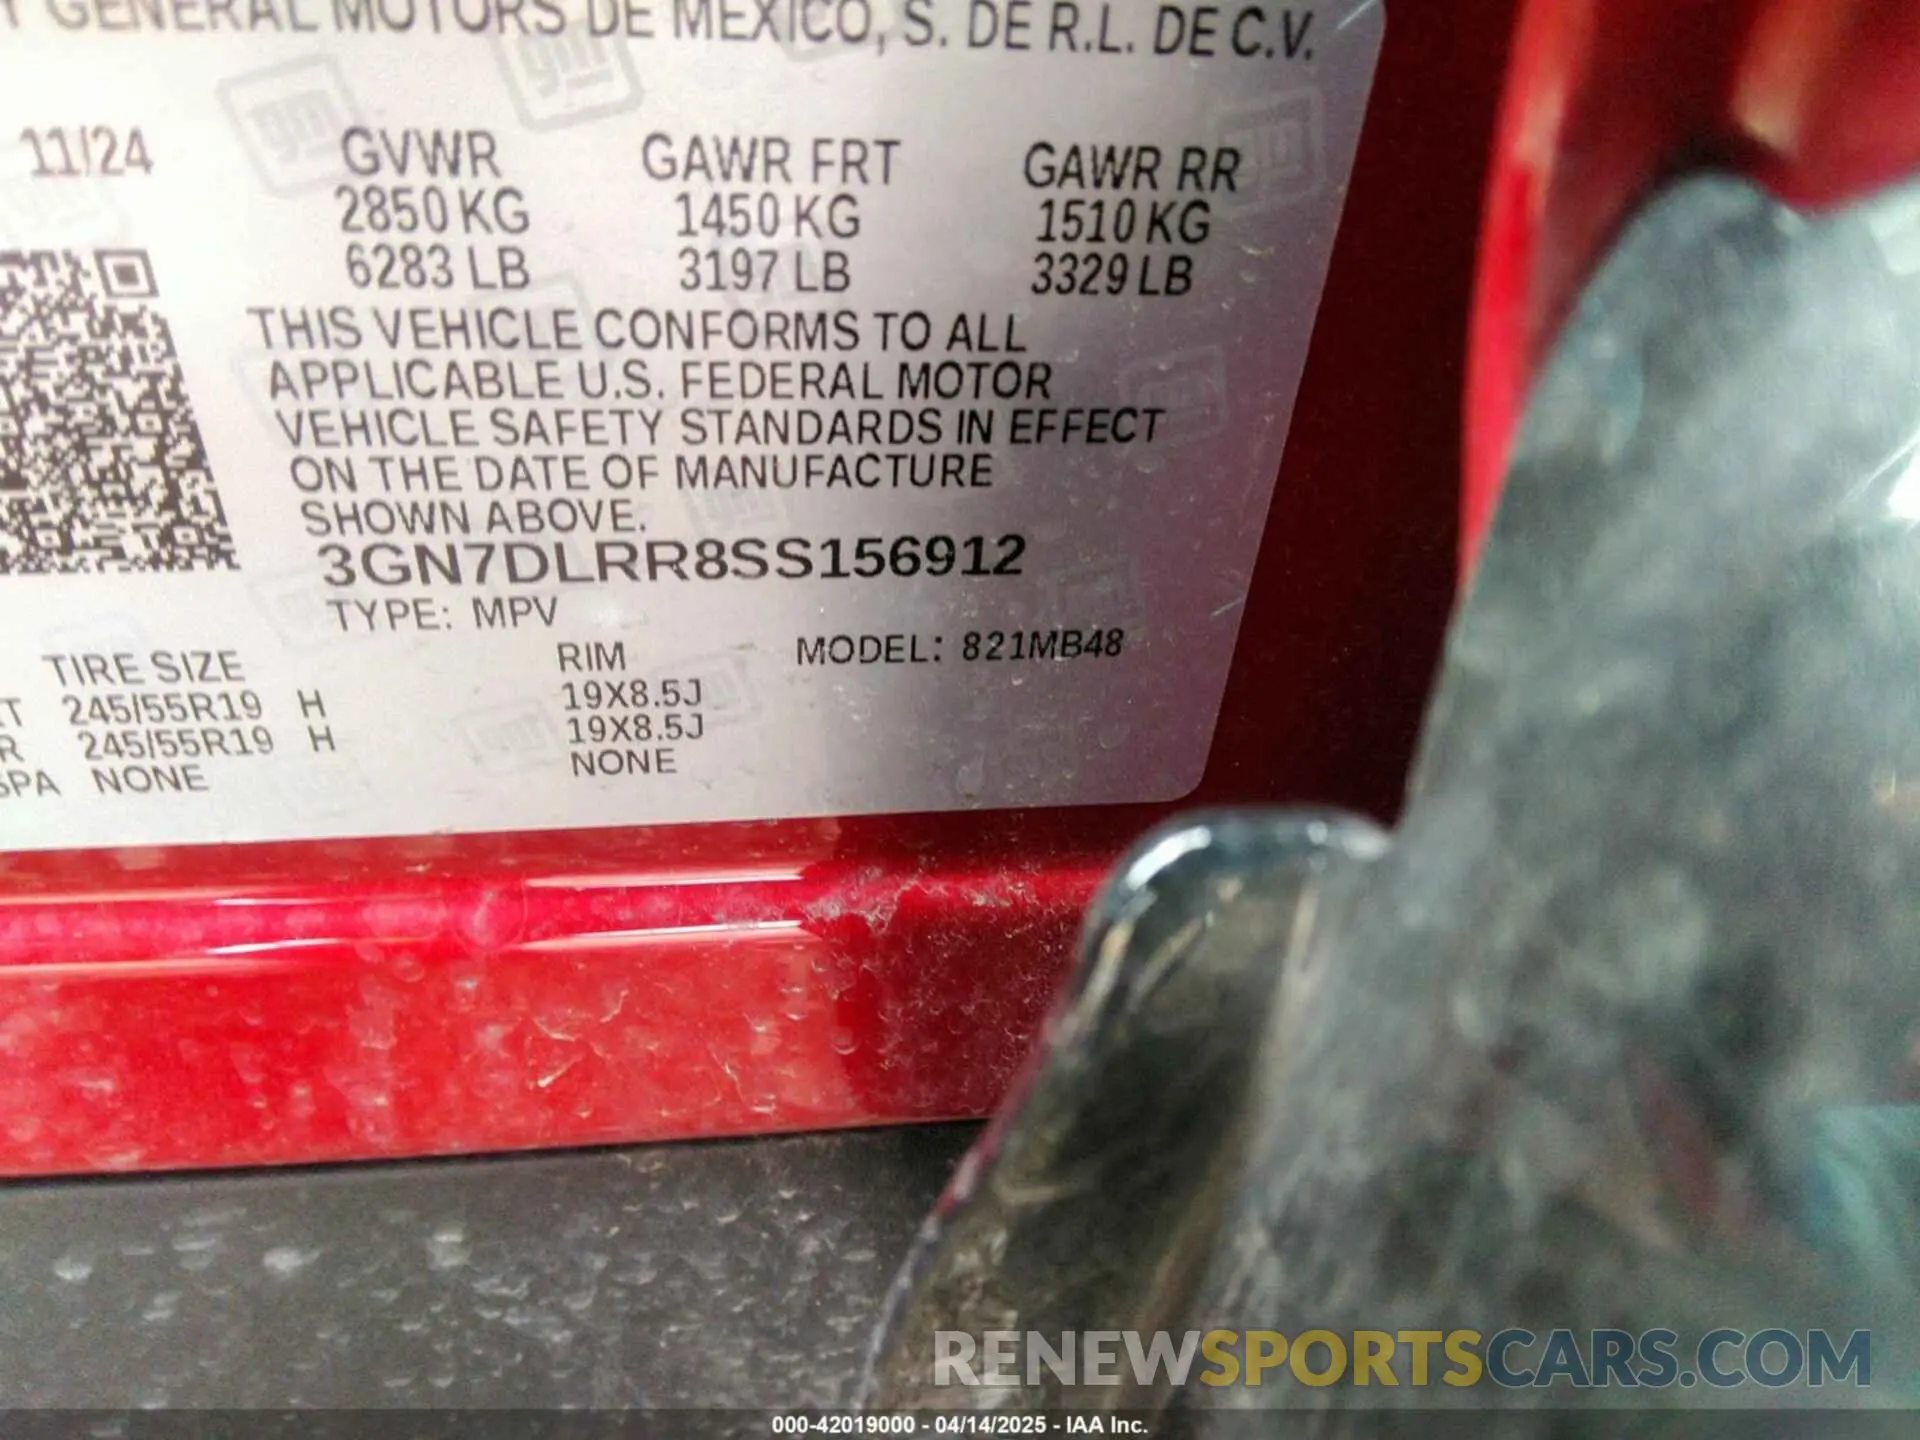 Y GENERAL MOTORS DE MEXICO, S. DE R.L. DE C.V.
11/24 GVWR GAWR FRT GAWR RR
2850 KG 1450 KG 1510 KG
6283 LB 3197 LB 3329 LB
THIS VEHICLE CONFORMS TO ALL
APPLICABLE U.S. FEDERAL MOTOR
VEHICLE SAFETY STANDARDS IN EFFECT
ON THE DATE OF MANUFACTURE
SHOWN ABOVE.
3GN7DLRR8SS156912
TYPE: MPV
TIRE SIZE RIM MODEL: 821MB48
RT 245/55R19 H 19X8.5J
R 245/55R19 H 19X8.5J
SPA NONE NONE
RENEWSPORTSCARS.COM
000-42019000 - 04/14/2025 - IAA Inc.